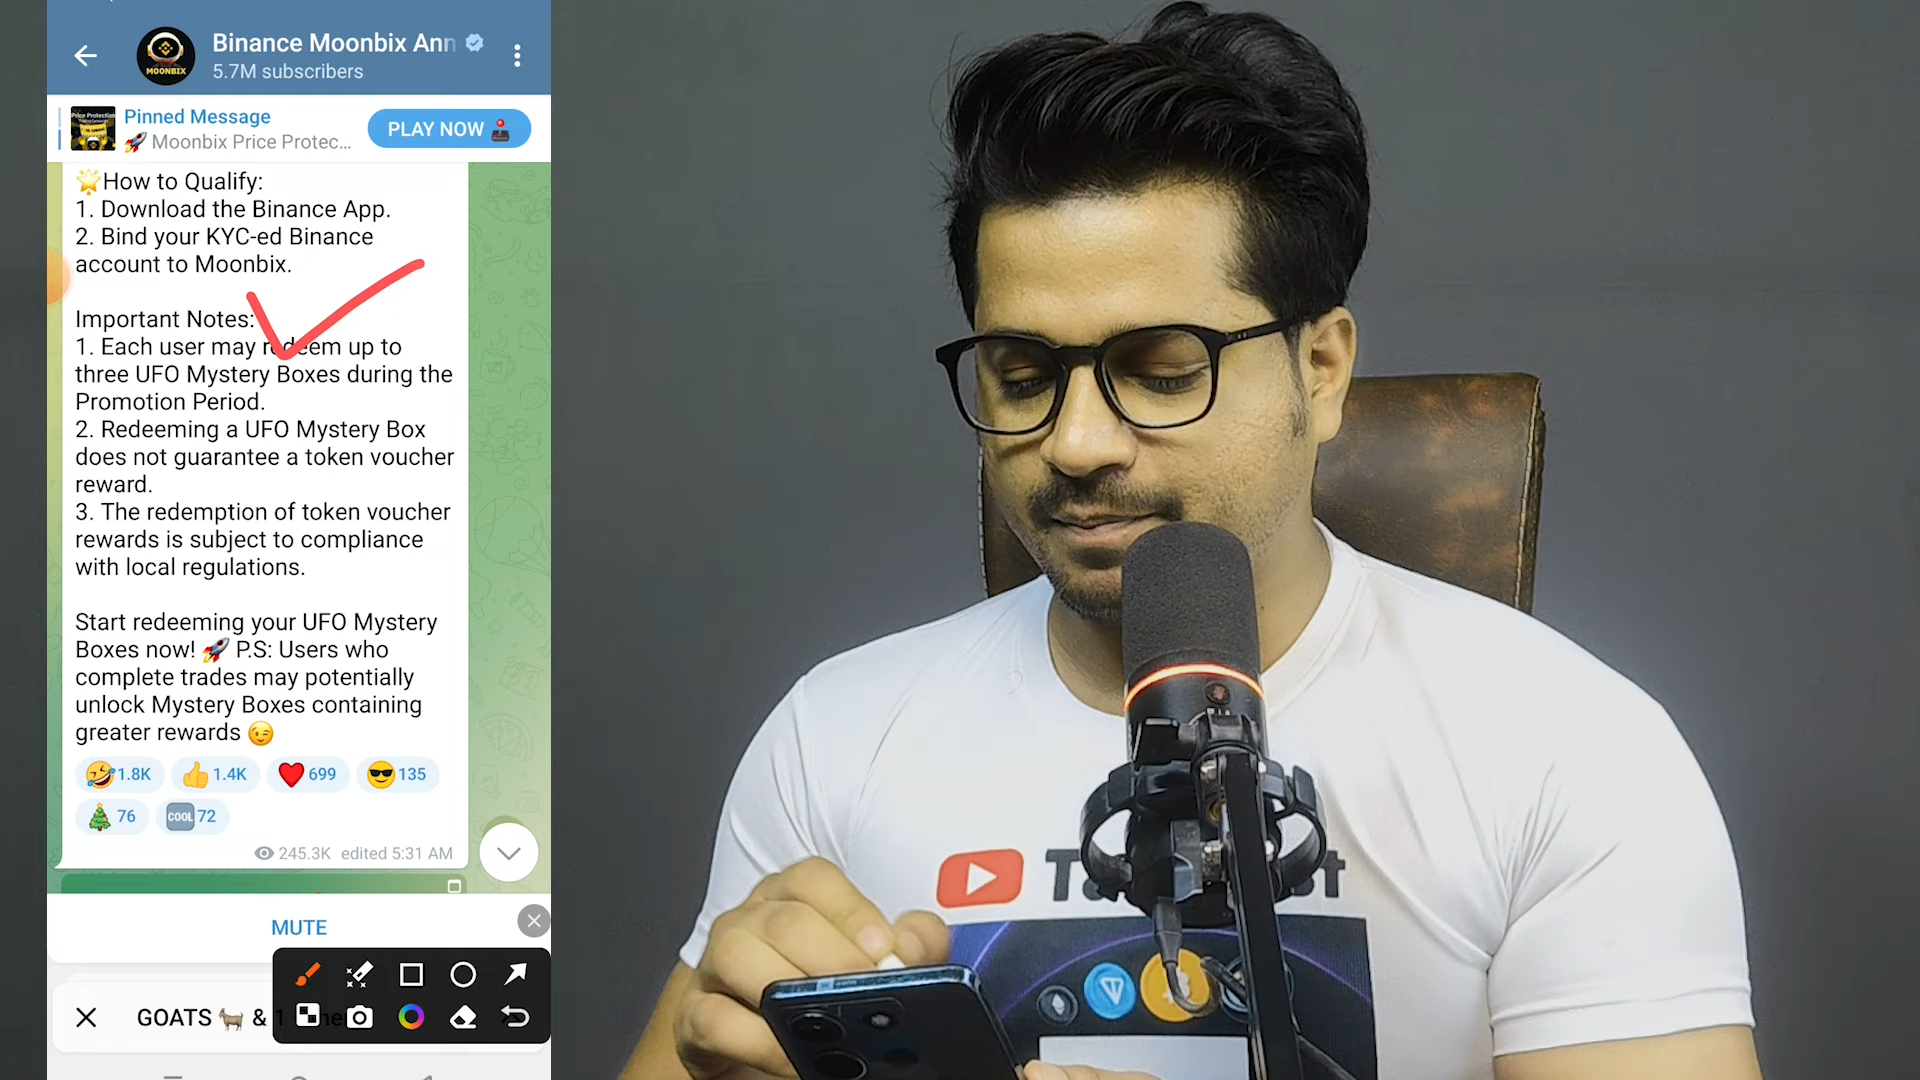 Binance Moonbix Ann
5.7M subscribers
Pinned Message
🚀 Moonbix Price Protec...
PLAY NOW 🕹️
🌟How to Qualify:
1. Download the Binance App.
2. Bind your KYC-ed Binance
account to Moonbix.
Important Notes:
1. Each user may redeem up to
three UFO Mystery Boxes during the
Promotion Period.
2. Redeeming a UFO Mystery Box
does not guarantee a token voucher
reward.
3. The redemption of token voucher
rewards is subject to compliance
with local regulations.
Start redeeming your UFO Mystery
Boxes now! 🚀 P.S: Users who
complete trades may potentially
unlock Mystery Boxes containing
greater rewards 😉
🤣 1.8K 👍 1.4K ❤️ 699 😎 135
🎄 76 🆒 72
245.3K edited 5:31 AM
MUTE
GOATS 🐐 &
MOONBIX
Price Protection